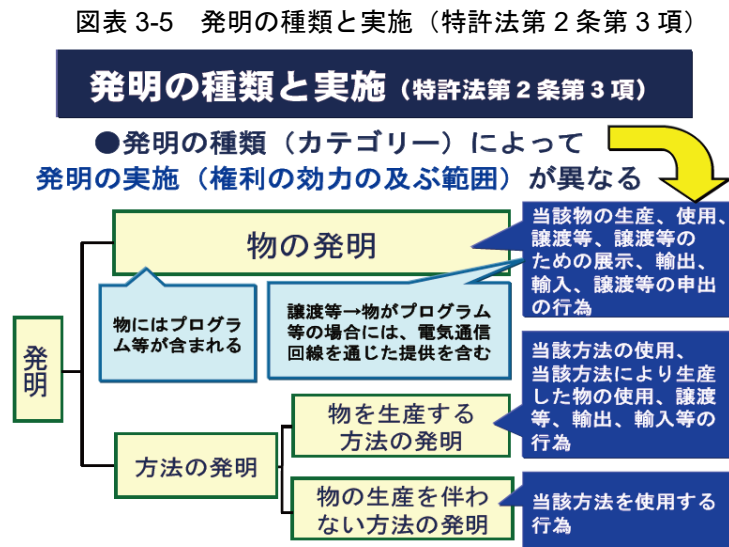 図表 3-5　発明の種類と実施（特許法第2条第3項）
発明の種類と実施（特許法第2条第3項）
●発明の種類（カテゴリー）によって
発明の実施（権利の効力の及ぶ範囲）が異なる
物の発明
当該物の生産、使用、
譲渡等、譲渡等の
ための展示、輸出、
輸入、譲渡等の申出
の行為
物にはプログラ
ム等が含まれる
譲渡等→物がプログラム
等の場合には、電気通信
回線を通じた提供を含む
発明
方法の発明
物を生産する
方法の発明
当該方法の使用、
当該方法により生産
した物の使用、譲渡
等、輸出、輸入等の
行為
物の生産を伴わ
ない方法の発明
当該方法を使用する
行為